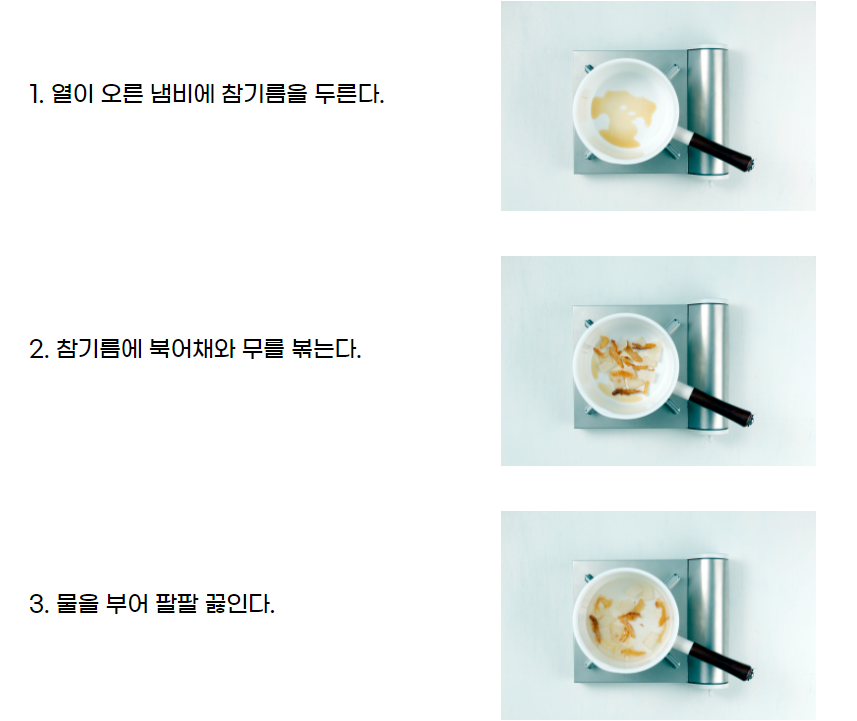 1. 열이 오른 냄비에 참기름을 두른다.
2. 참기름에 북어채와 무를 볶는다.
3. 물을 부어 팔팔 끓인다.